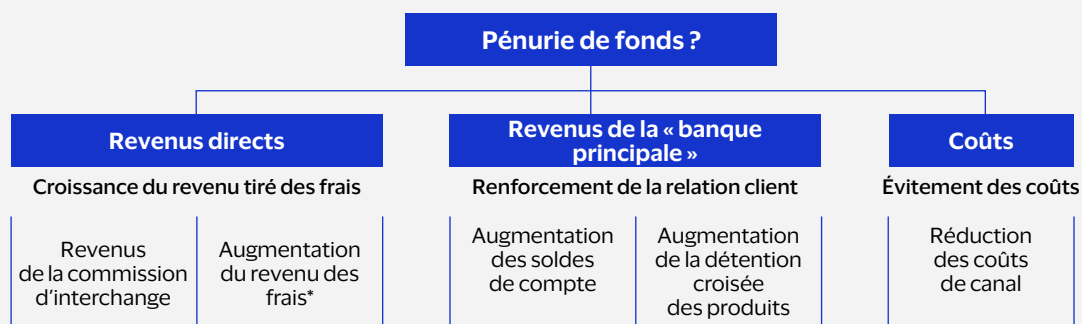 Pénurie de fonds ?
Revenus directs
Revenus de la « banque
principale »
Coûts
Croissance du revenu tiré des frais
Renforcement de la relation client
Évitement des coûts
Revenus
de la commission
d'interchange
Augmentation
du revenu des
frais*
Augmentation
des soldes
de compte
Augmentation
de la détention
croisée
des produits
Réduction
des coûts
de canal